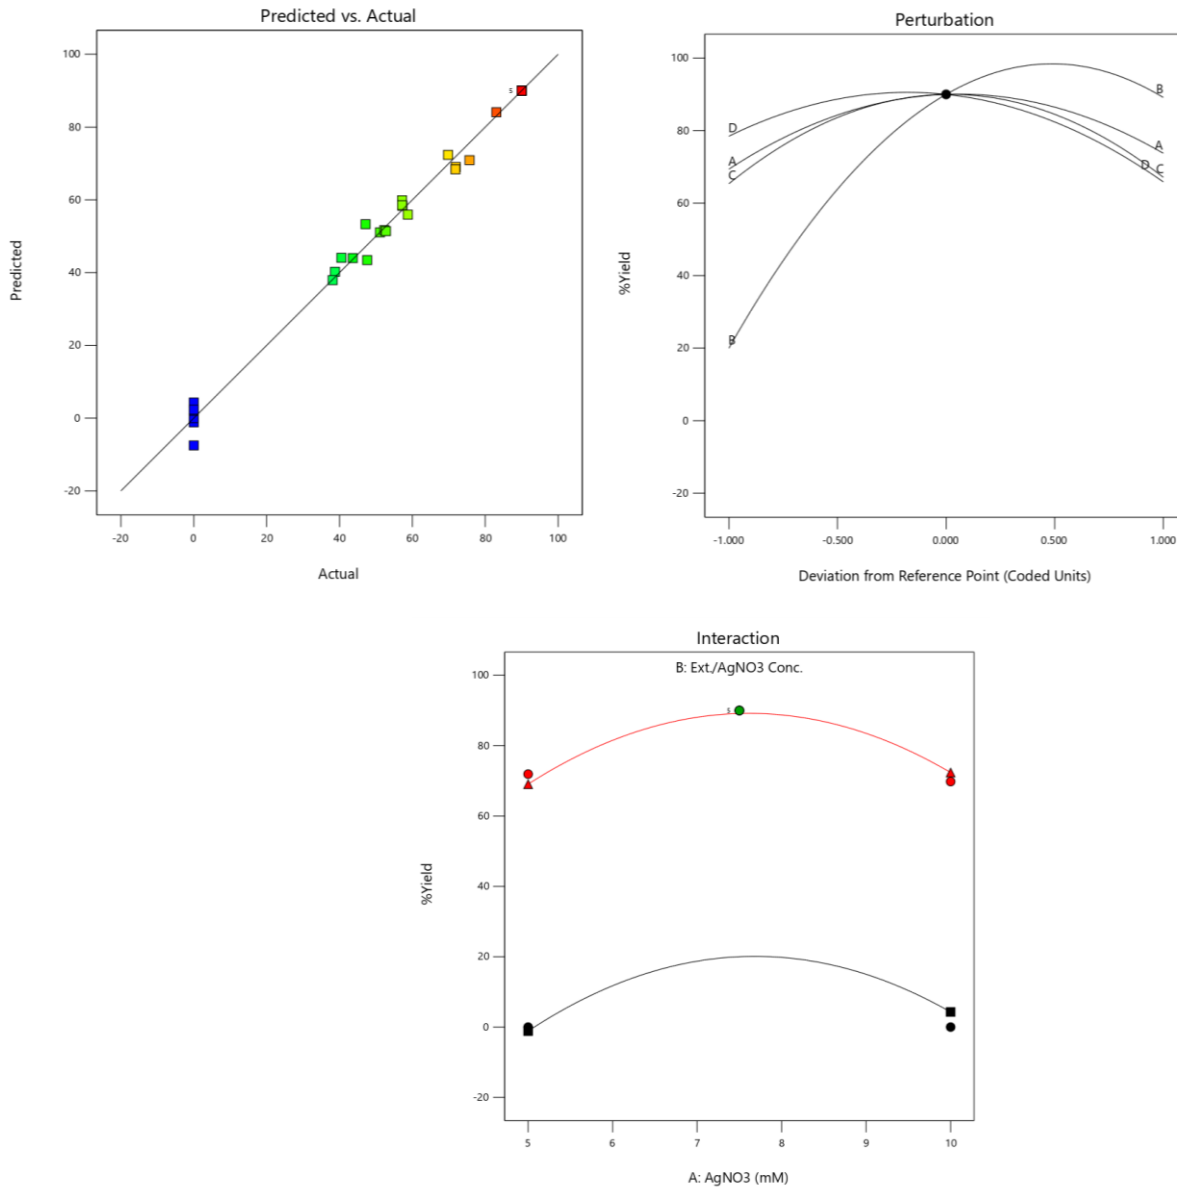 Predicted vs. Actual
100
80
60
40
20
0
-20
Predicted
5
-20
0
20
40
60
80
100
Actual
Perturbation
100
80
60
40
20
0
-20
%Yield
D
A
C
B
B
A
D
C
-1.000
-0.500
0.000
0.500
1.000
Deviation from Reference Point (Coded Units)
Interaction
B: Ext./AgNO3 Conc.
100
80
60
40
20
0
-20
%Yield
5
5
6
7
8
9
10
A: AgNO3 (mM)